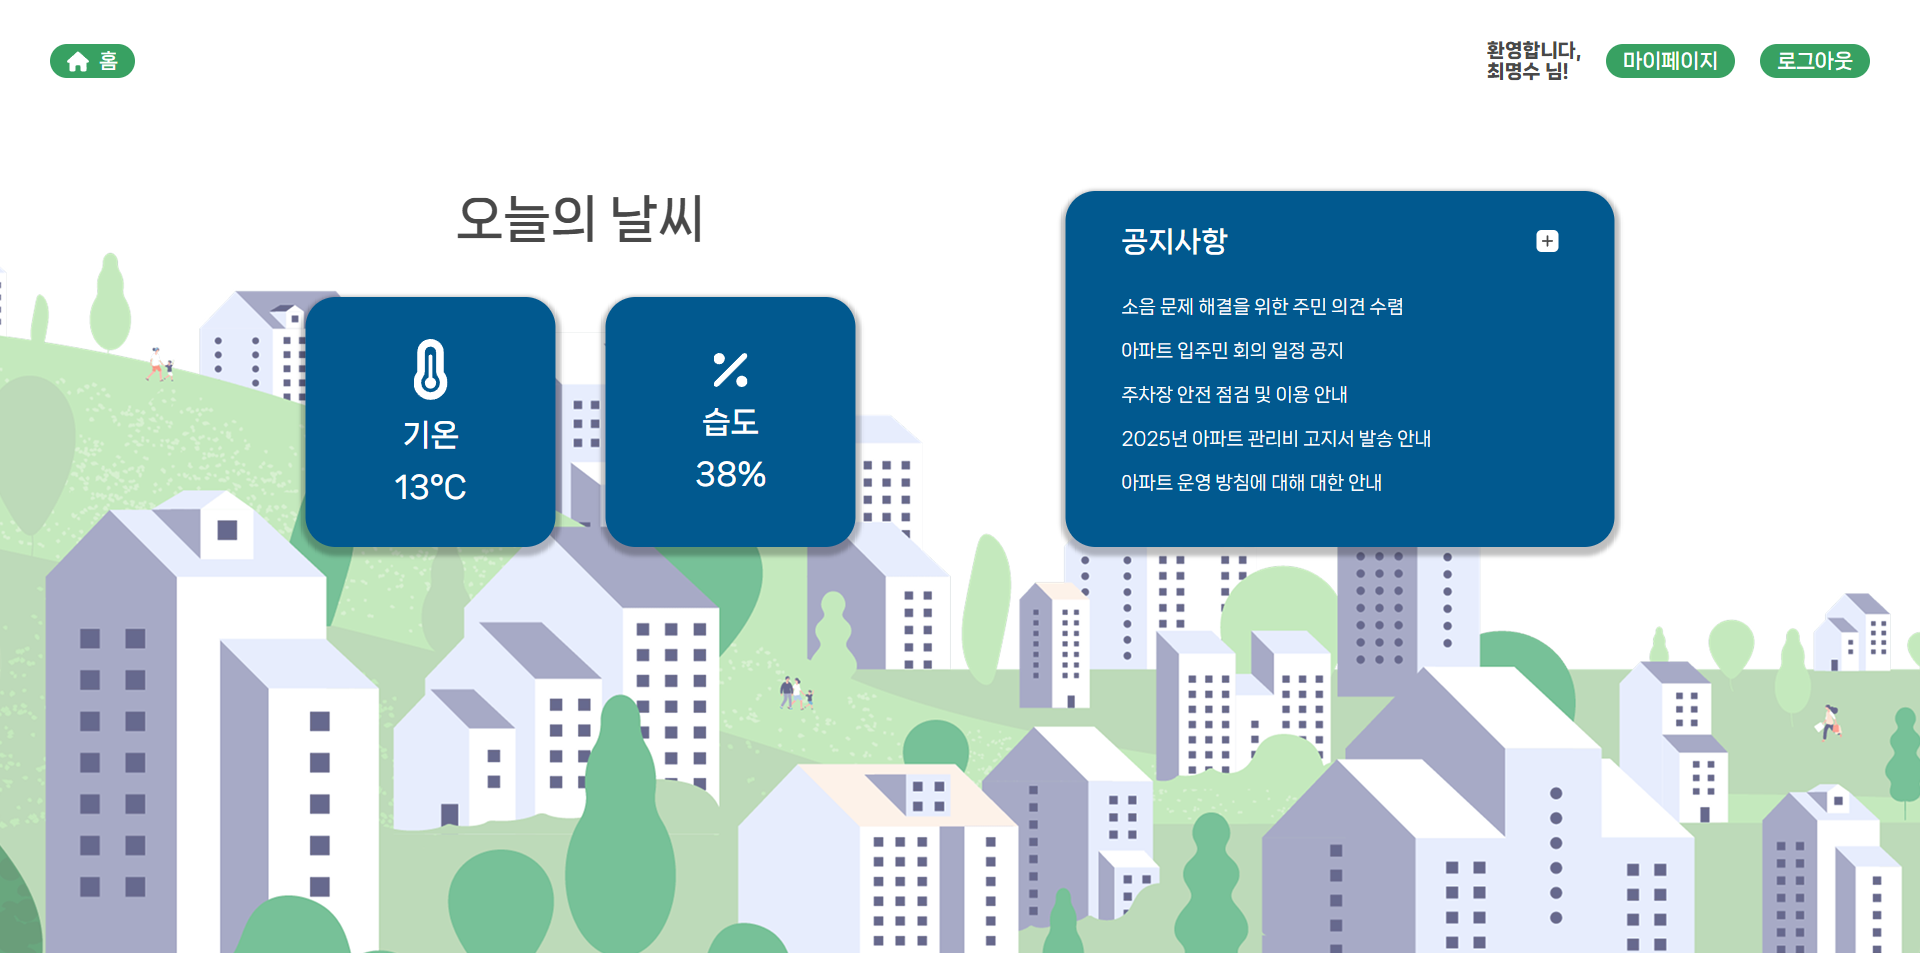 홈
환영합니다,
최명수 님!
마이페이지
로그아웃
오늘의 날씨
기온
13°C
습도
38%
공지사항
소음 문제 해결을 위한 주민 의견 수렴
아파트 입주민 회의 일정 공지
주차장 안전 점검 및 이용 안내
2025년 아파트 관리비 고지서 발송 안내
아파트 운영 방침에 대해 대한 안내